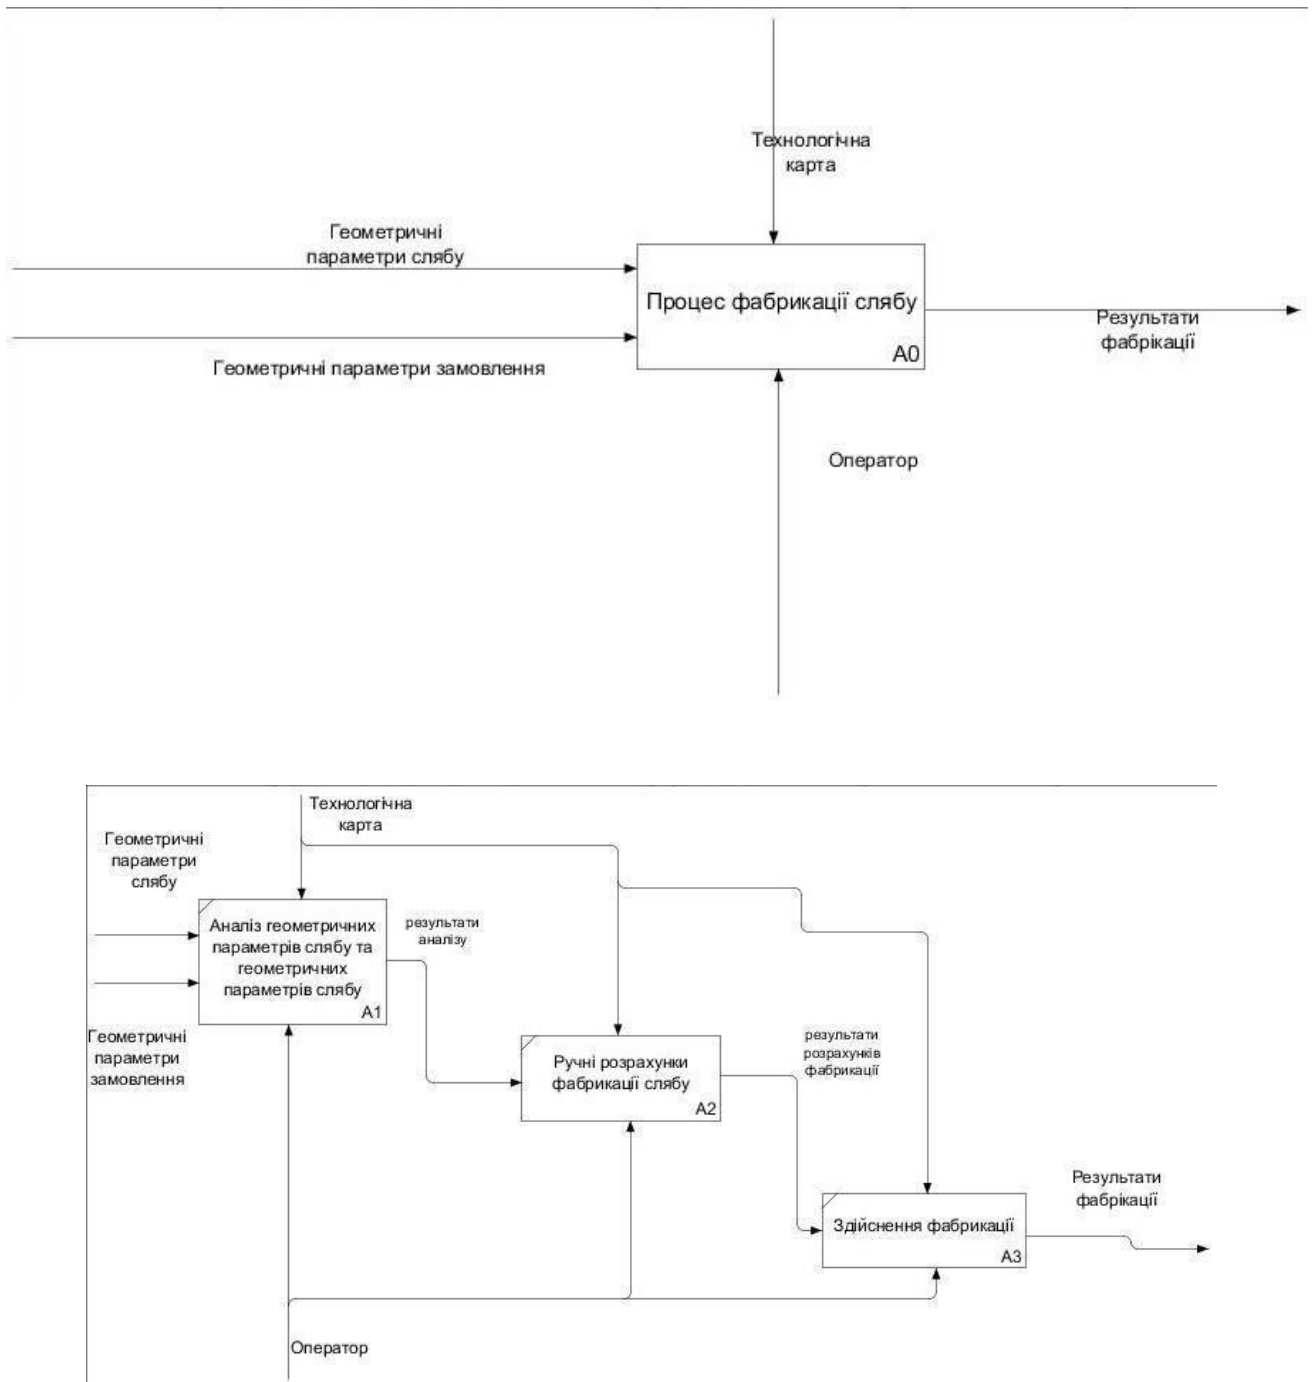 Технологічна
карта
Геометричні
параметри слябу
Процес фабрикації слябу
A0
Результати
фабрікації
Геометричні параметри замовлення
Оператор
Технологічна
карта
Геометричні
параметри
слябу
Аналіз геометричних
параметрів слябу та
геометричних
параметрів слябу
A1
результати
аналізу
Геометричні
параметри
замовлення
Ручні розрахунки
фабрикації слябу
A2
результати
розрахунків
фабрикації
Здійснення фабрикації
A3
Результати
фабрікації
Оператор